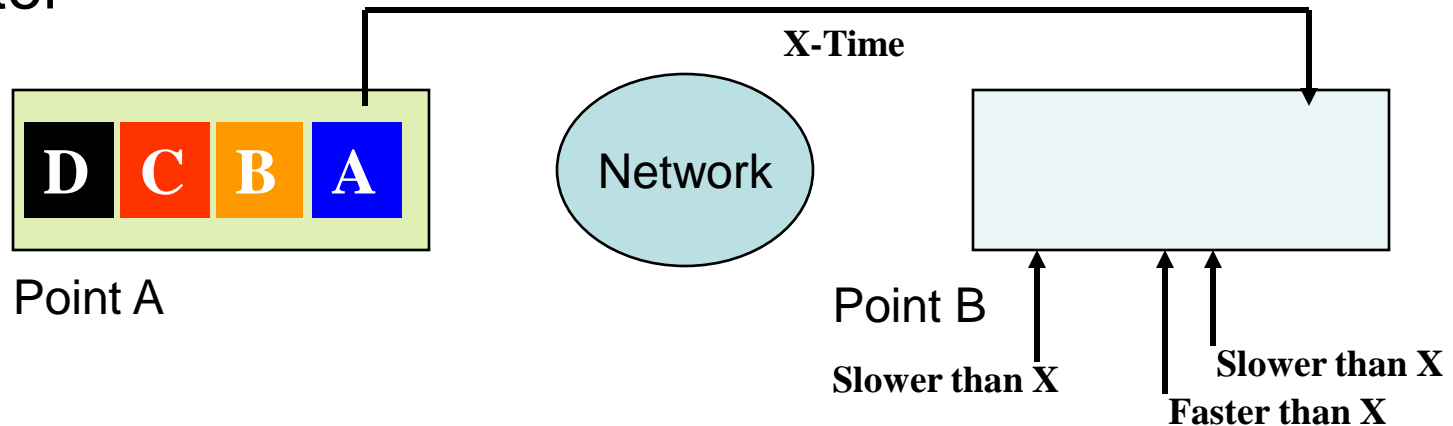 X-Time
D C B A
Network
Point A
Point B
Slower than X
Slower than X
Faster than X